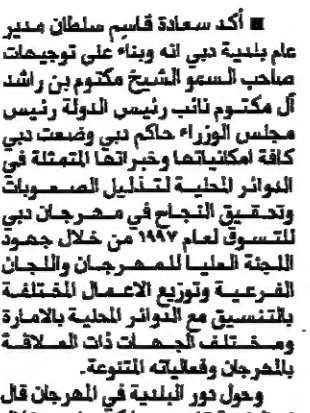 ■ أكد سعادة قاسم سلطان مدير
عام بلدية دبي انه وبناء على توجيهات
صاحب السمو الشيخ مكتوم بن راشد
آل مكتوم نائب رئيس الدولة رئيس
مجلس الوزراء حاكم دبي وضعت دبي
كافة امكانياتها وخبراتها المتمثلة في
الدوائر المحلية لتذليل الصعوبات
وتحقيق النجاح في مهرجان دبي
للتسوق لعام ١٩٩٧ من خلال جهود
اللجنة العليا للمهرجان واللجان
الفرعية وتوزيع الاعمال المختلفة
بالتنسيق مع الدوائر المحلية بالامارة
ومختلف الجهات ذات العلاقة
بالمهرجان وفعالياته المتنوعة.
وحول دور البلدية في المهرجان قال